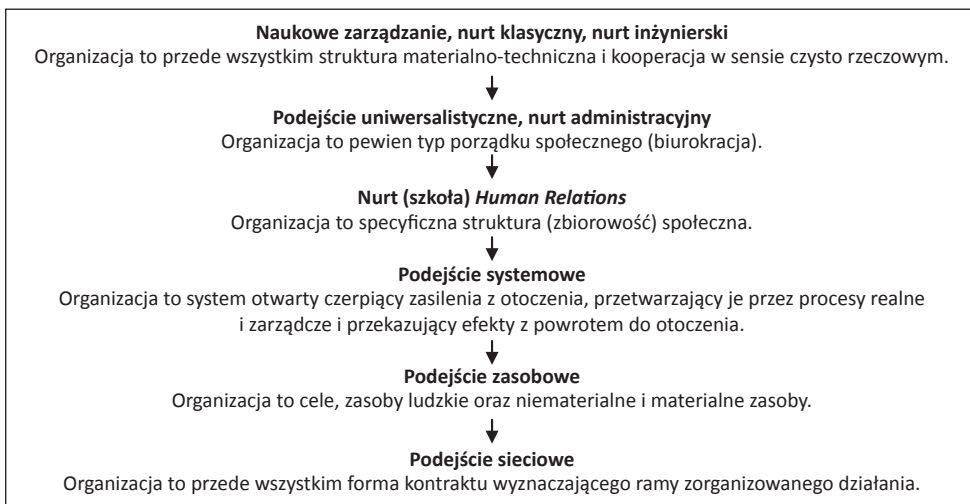 Naukowe zarządzanie, nurt klasyczny, nurt inżynierski
Organizacja to przede wszystkim struktura materialno-techniczna i kooperacja w sensie czysto rzeczowym.
Podejście uniwersalistyczne, nurt administracyjny
Organizacja to pewien typ porządku społecznego (biurokracja).
Nurt (szkoła) Human Relations
Organizacja to specyficzna struktura (zbiorowość) społeczna.
Podejście systemowe
Organizacja to system otwarty czerpiący zasilenia z otoczenia, przetwarzający je przez procesy realne
i zarządcze i przekazujący efekty z powrotem do otoczenia.
Podejście zasobowe
Organizacja to cele, zasoby ludzkie oraz niematerialne i materialne zasoby.
Podejście sieciowe
Organizacja to przede wszystkim forma kontraktu wyznaczającego ramy zorganizowanego działania.